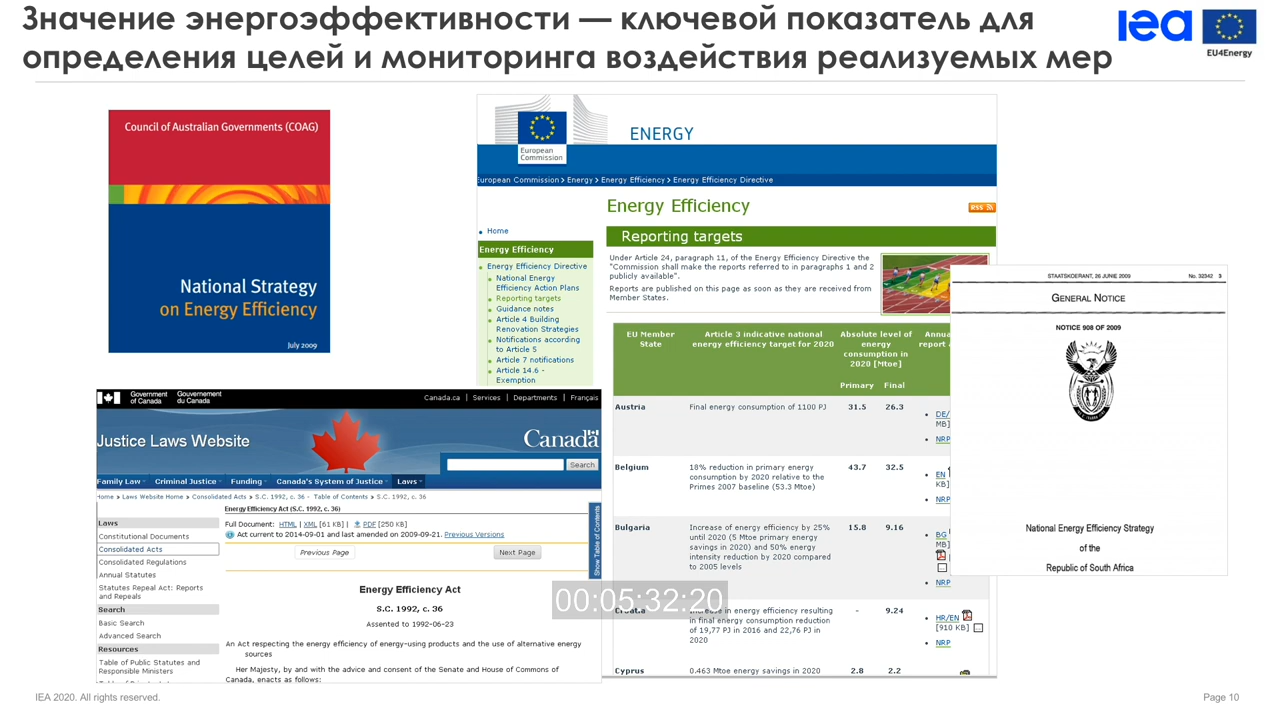 Значение энергоэффективности — ключевой показатель для
определения целей и мониторинга воздействия реализуемых мер
iea
EU4Energy
Council of Australian Governments (COAG)
National Strategy
on Energy Efficiency
July 2009
European
Commission
ENERGY
European Commission > Energy > Energy Efficiency > Energy Efficiency Directive
Energy Efficiency
RSS
Home
Energy Efficiency
Energy Efficiency Directive
National Energy
Efficiency Action Plans
Reporting targets
Guidance notes
Article 4 Building
Renovation Strategies
Notifications according
to Article 5
Article 7 notifications
Article 14.6 -
Exemption
Reporting targets
Under Article 24, paragraph 11, of the Energy Efficiency Directive the
"Commission shall make the reports referred to in paragraphs 1 and 2
publicly available".
Reports are published on this page as soon as they are received from
Member States.
EU Member
State
Article 3 indicative national
energy efficiency target for 2020
Absolute level of
energy
consumption in
2020 [Mtoe]
Primary Final
Annua
report
Austria Final energy consumption of 1100 PJ 31.5 26.3
DE/
MB]
NRP
Belgium 18% reduction in primary energy
consumption by 2020 relative to the
Primes 2007 baseline (53.3 Mtoe)
43.7 32.5
EN
KB]
NRP
Bulgaria Increase of energy efficiency by 25%
until 2020 (5 Mtoe primary energy
savings in 2020) and 50% energy
intensity reduction by 2020 compared
to 2005 levels
15.8 9.16
BG
MB]
NRP
Croatia Increase in energy efficiency resulting
in final energy consumption reduction
of 19,77 PJ in 2016 and 22,76 PJ in
2020
- 9.24
HR/EN
[910 KB]
NRP
Cyprus 0.463 Mtoe energy savings in 2020 2.8 2.2
STAATSKOERANT, 26 JUNIE 2009 No. 32342 3
GENERAL NOTICE
NOTICE 908 OF 2009
National Energy Efficiency Strategy
of the
Republic of South Africa
Government
of Canada
Gouvernement
du Canada
Canada.ca | Services | Departments | Français
Justice Laws Website
Canada
Search
Family Law Criminal Justice Funding Canada's System of Justice Laws
Home > Laws Website Home > Consolidated Acts > S.C. 1992, c. 36 - Table of Contents > S.C. 1992, c. 36
Laws
Constitutional Documents
Consolidated Acts
Consolidated Regulations
Annual Statutes
Statutes Repeal Act: Reports
and Repeals
Search
Basic Search
Advanced Search
Resources
Table of Public Statutes and
Responsible Ministers
Energy Efficiency Act (S.C. 1992, c. 36)
Full Document: HTML | XML [61 KB] | PDF [250 KB]
Act current to 2014-09-01 and last amended on 2009-09-21. Previous Versions
Previous Page Next Page
Show Table of Contents
Energy Efficiency Act
S.C. 1992, c. 36
Assented to 1992-06-23
An Act respecting the energy efficiency of energy-using products and the use of alternative energy
sources
Her Majesty, by and with the advice and consent of the Senate and House of Commons of
Canada, enacts as follows:
00:05:32:20
IEA 2020. All rights reserved.
Page 10